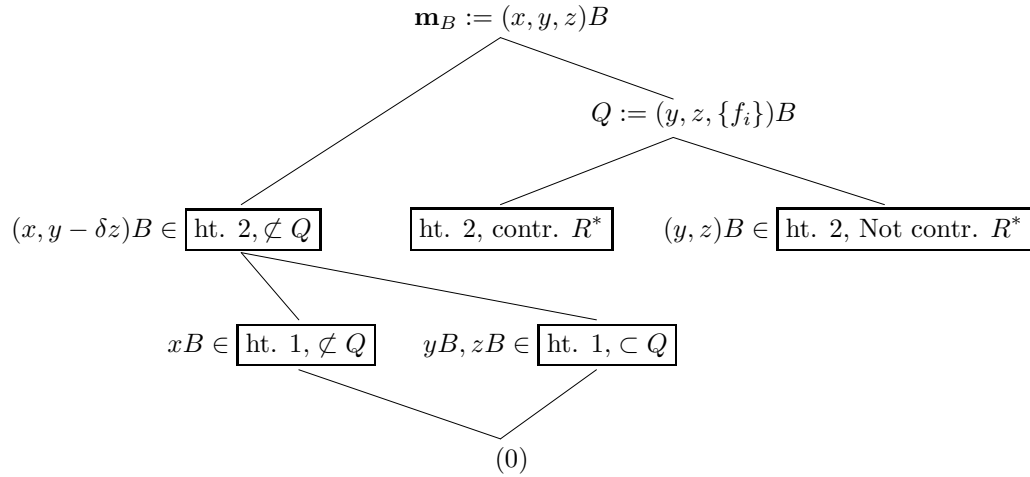 𝐦_B := (x, y, z)B
Q := (y, z, {f_i})B
(x, y − δz)B ∈ ht. 2, ⊄ Q
ht. 2, contr. R*
(y, z)B ∈ ht. 2, Not contr. R*
xB ∈ ht. 1, ⊄ Q
yB, zB ∈ ht. 1, ⊂ Q
(0)